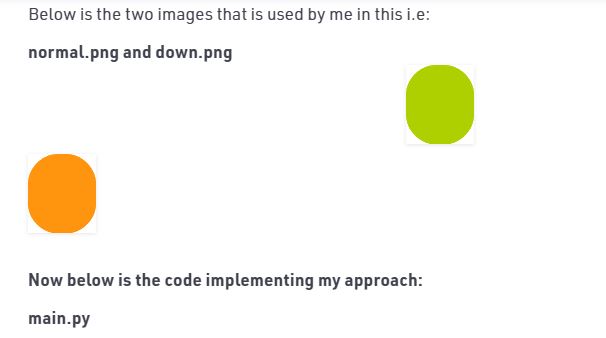 Below is the two images that is used by me in this i.e:
normal.png and down.png
Now below is the code implementing my approach:
main.py